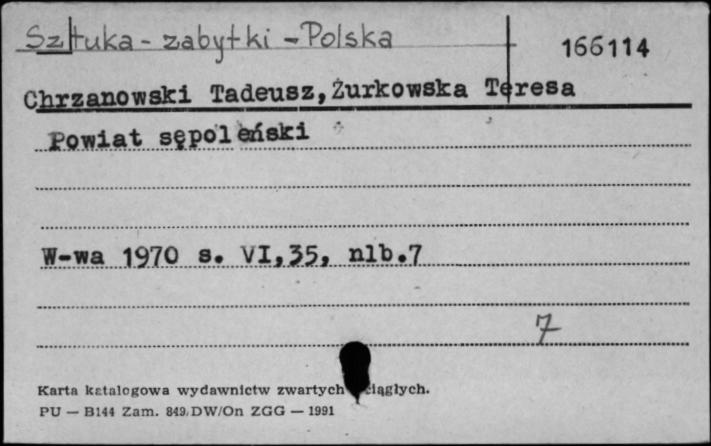 Sztuka - zabytki - Polska
166114
Chrzanowski Tadeusz, Żurkowska Teresa
Powiat sępoleński
W-wa 1970 s. VI,35, nlb.7
7
Karta katalogowa wydawnictw zwartych ciągłych.
PU — B144 Zam. 849/DW/On ZGG — 1991